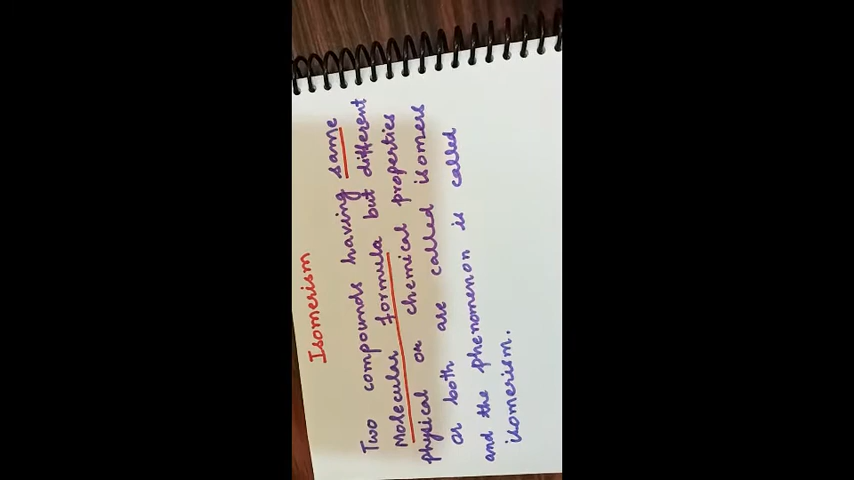 Isomerism
Two compounds having same
Molecular formula but different
physical or chemical properties
or both are called isomers
and the phenomenon is called
isomerism.